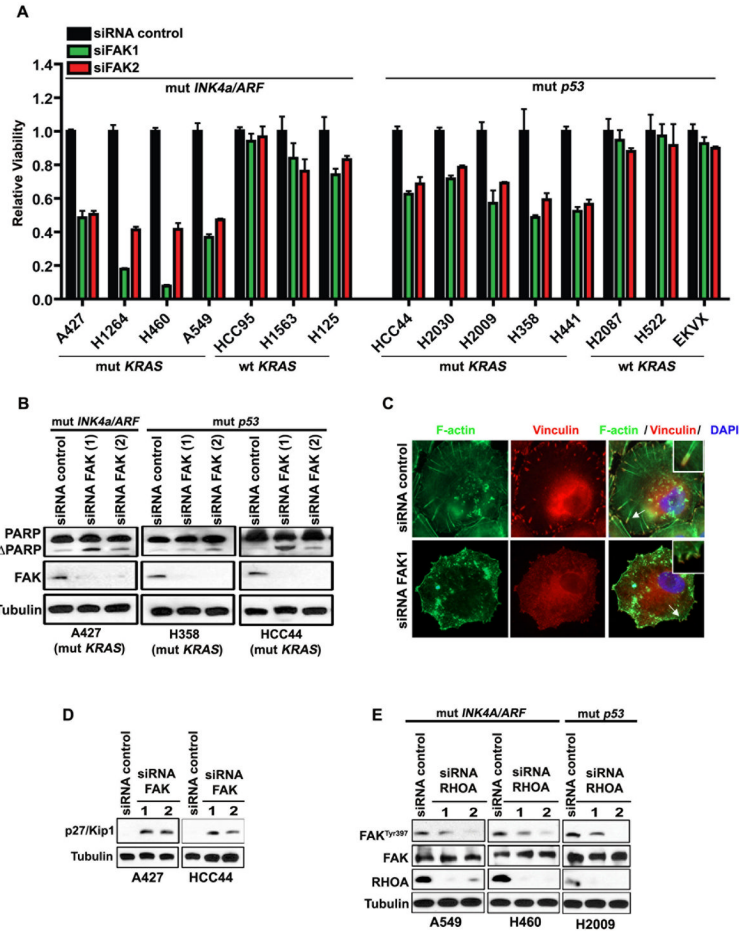 A
siRNA control
siFAK1
siFAK2
mut INK4a/ARF
mut p53
Relative Viability
1.4
1.2
1.0
0.8
0.6
0.4
0.2
0.0
A427 H1264 H460 A549 HCC95 H1563 H125 HCC44 H2030 H2009 H358 H441 H2087 H522 EKVX
mut KRAS wt KRAS mut KRAS wt KRAS
B
mut INK4a/ARF mut p53
siRNA control siRNA FAK (1) siRNA FAK (2) siRNA control siRNA FAK (1) siRNA FAK (2) siRNA control siRNA FAK (1) siRNA FAK (2)
PARP
ΔPARP
FAK
Tubulin
A427 H358 HCC44
(mut KRAS) (mut KRAS) (mut KRAS)
C
F-actin Vinculin F-actin / Vinculin/ DAPI
siRNA control
siRNA FAK1
D
siRNA control siRNA FAK siRNA control siRNA FAK
1 2 1 2
p27/Kip1
Tubulin
A427 HCC44
E
mut INK4A/ARF mut p53
siRNA control siRNA RHOA siRNA control siRNA RHOA siRNA control siRNA RHOA
1 2 1 2 1 2
FAKTyr397
FAK
RHOA
Tubulin
A549 H460 H2009